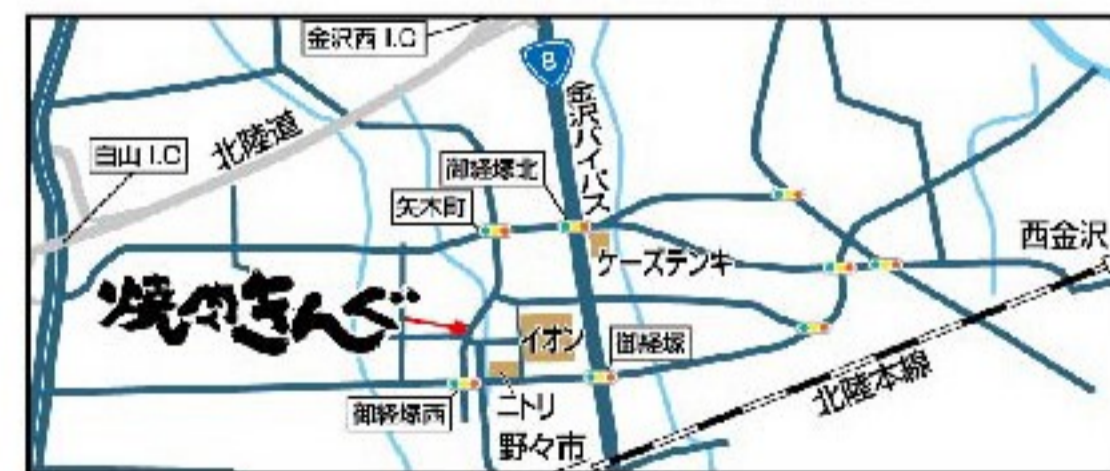 金沢西 I.C
8
金沢バイパス
白山 I.C
北陸道
御経塚北
矢木町
ケーズデンキ
西金沢
焼肉きんぐ
イオン
御経塚
御経塚西
ニトリ
野々市
北陸本線